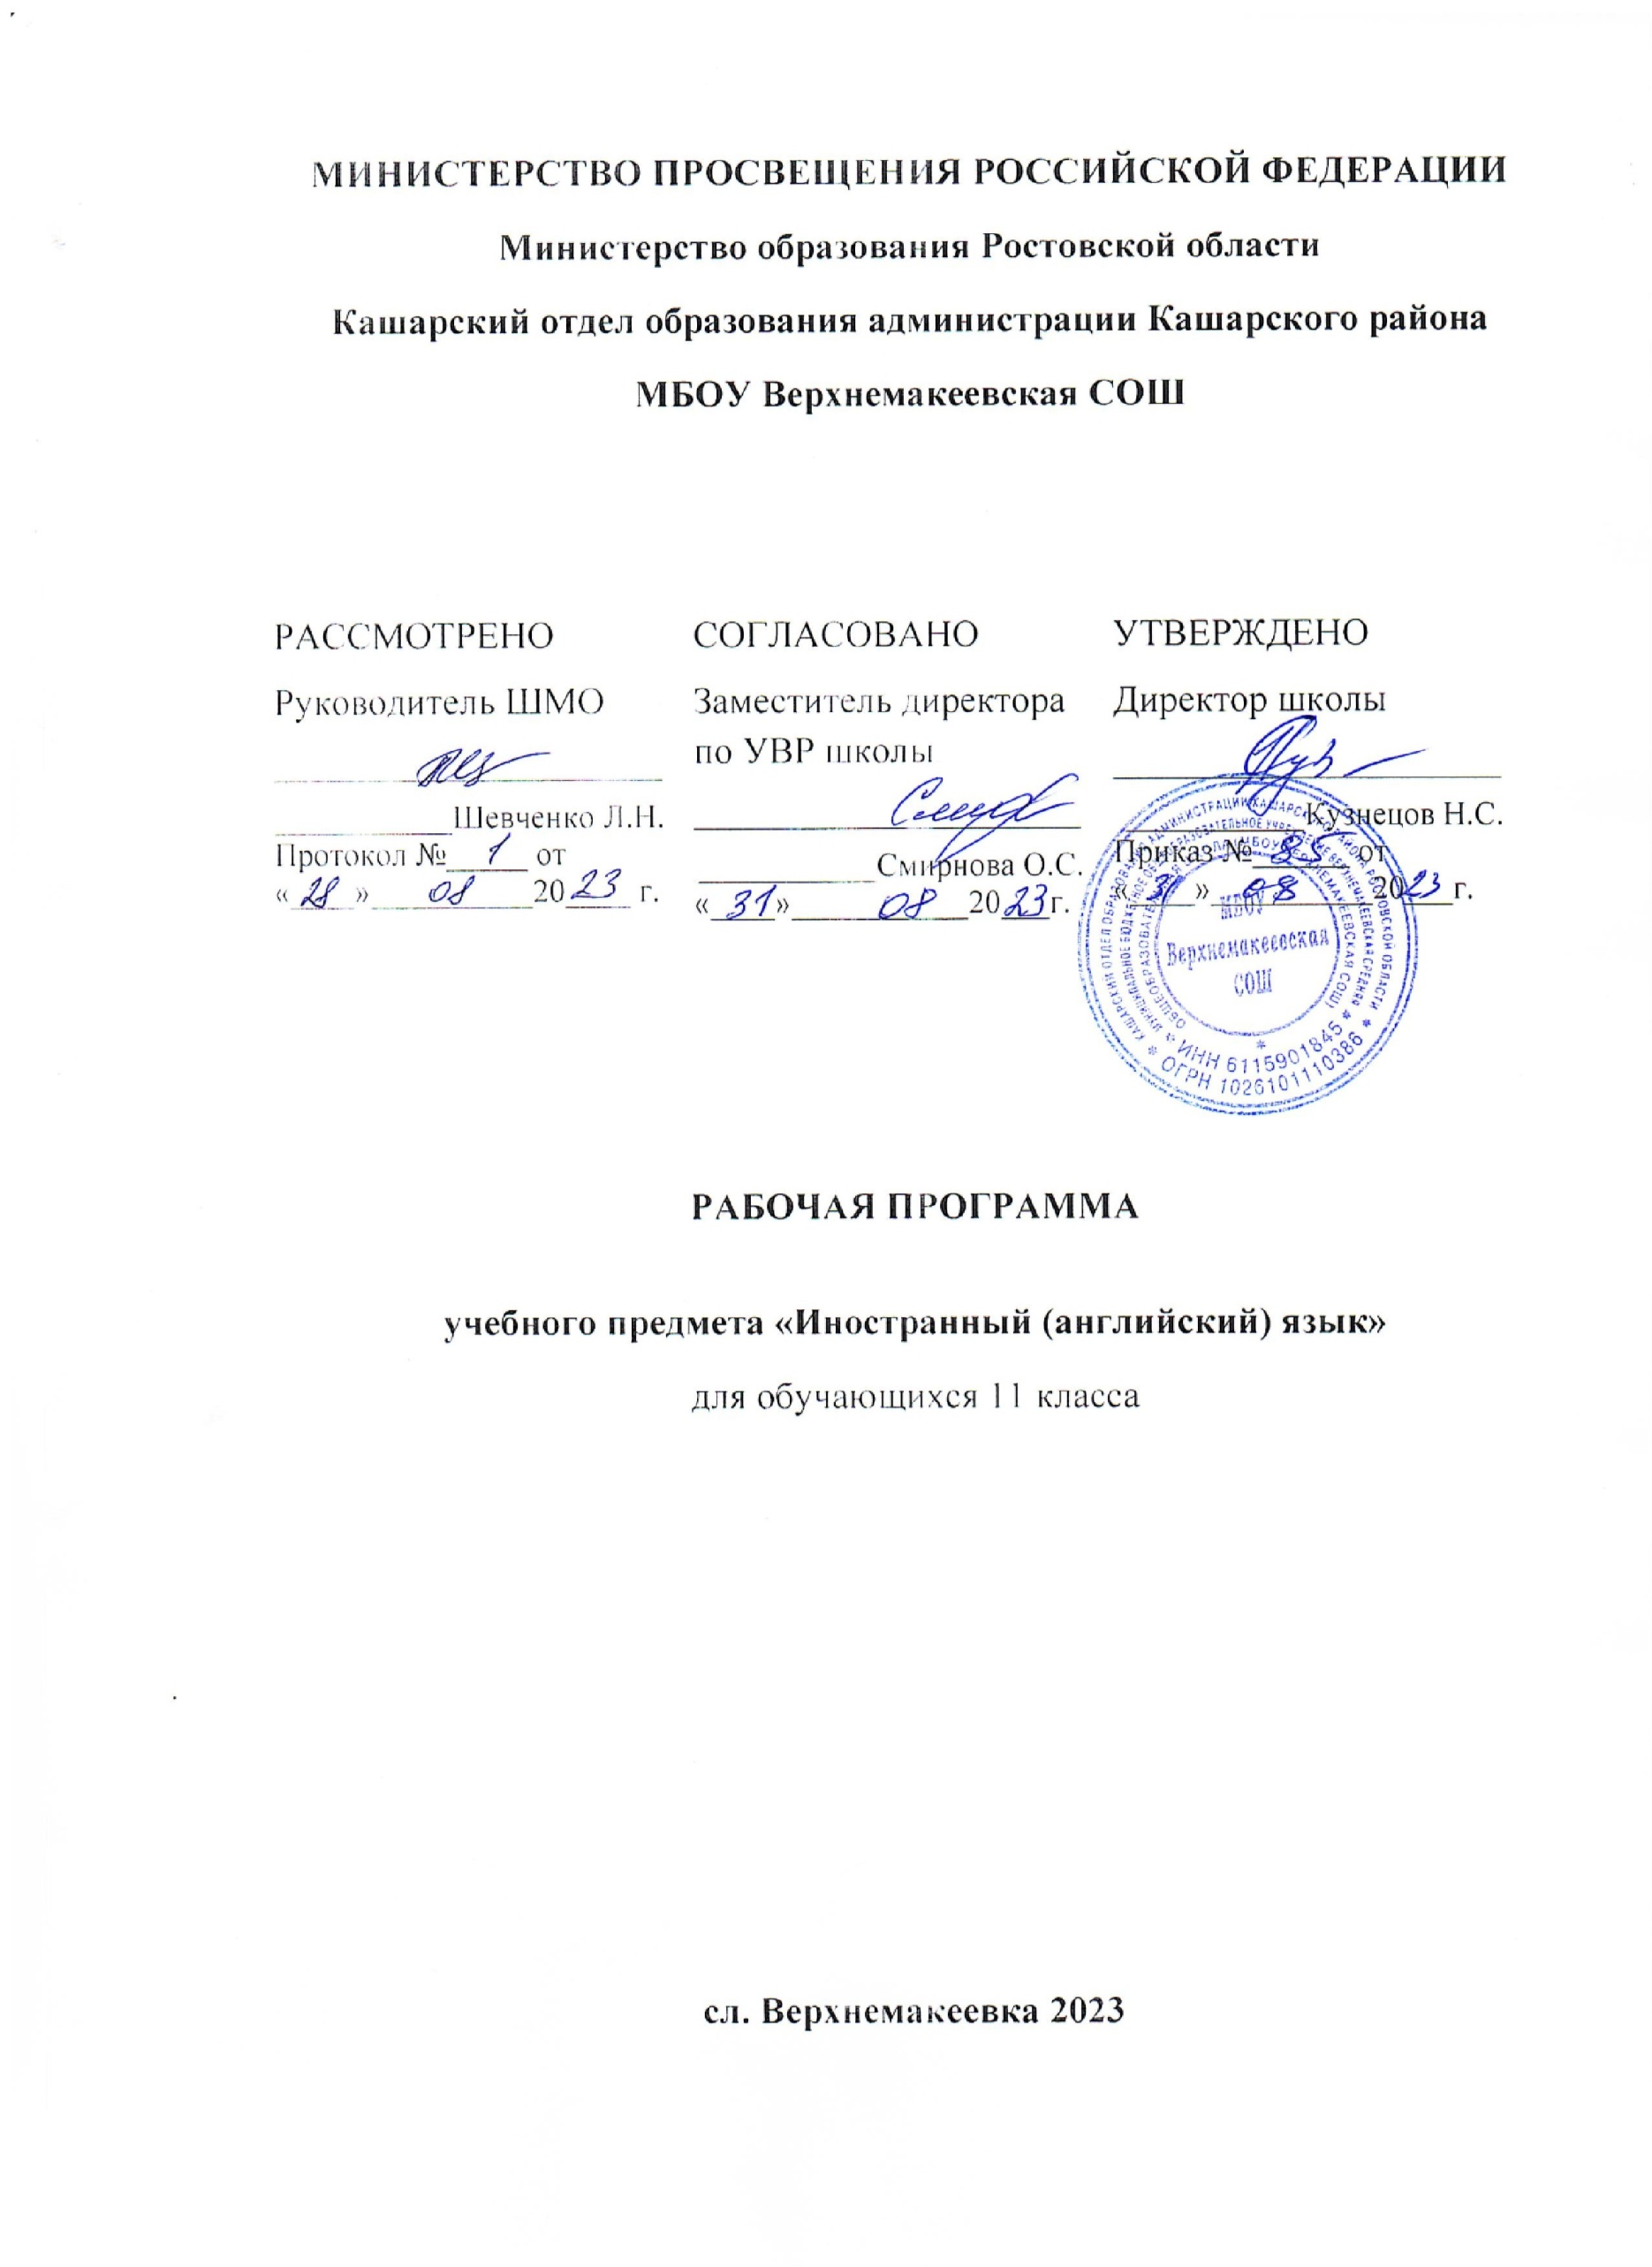 МИНИСТЕРСТВО ПРОСВЕЩЕНИЯ РОССИЙСКОЙ ФЕДЕРАЦИИ
Министерство образования Ростовской области
Кашарский отдел образования администрации Кашарского района
МБОУ Верхнемакеевская СОШ
РАССМОТРЕНО
Руководитель ШМО
Шевченко Л.Н.
Протокол № 1 от
«28» 08 2023 г.
СОГЛАСОВАНО
Заместитель директора
по УВР школы
Смирнова О.С.
«31» 08 2023 г.
УТВЕРЖДЕНО
Директор школы
Кузнецов Н.С.
Приказ № 85 от
«31» 08 2023 г.
МБОУ
Верхнемакеевская
СОШ
* ИНН 6115901845 *
* ОГРН 1026101110386 *
РАБОЧАЯ ПРОГРАММА
учебного предмета «Иностранный (английский) язык»
для обучающихся 11 класса
сл. Верхнемакеевка 2023